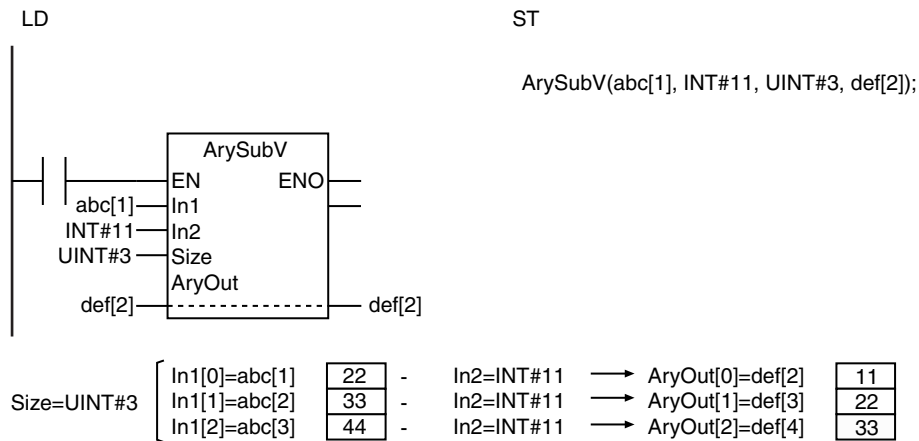 LD
ST
ArySubV(abc[1], INT#11, UINT#3, def[2]);
ArySubV
EN ENO
abc[1] In1
INT#11 In2
UINT#3 Size
AryOut
def[2] def[2]
Size=UINT#3
In1[0]=abc[1] 22 - In2=INT#11 → AryOut[0]=def[2] 11
In1[1]=abc[2] 33 - In2=INT#11 → AryOut[1]=def[3] 22
In1[2]=abc[3] 44 - In2=INT#11 → AryOut[2]=def[4] 33